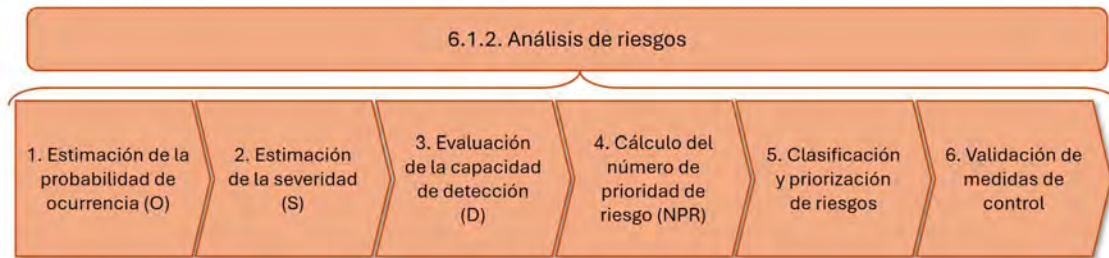 6.1.2. Análisis de riesgos
1. Estimación de la
probabilidad de
ocurrencia (O)
2. Estimación
de la severidad
(S)
3. Evaluación
de la capacidad
de detección
(D)
4. Cálculo del
número de
prioridad de
riesgo (NPR)
5. Clasificación
y priorización
de riesgos
6. Validación de
medidas de
control